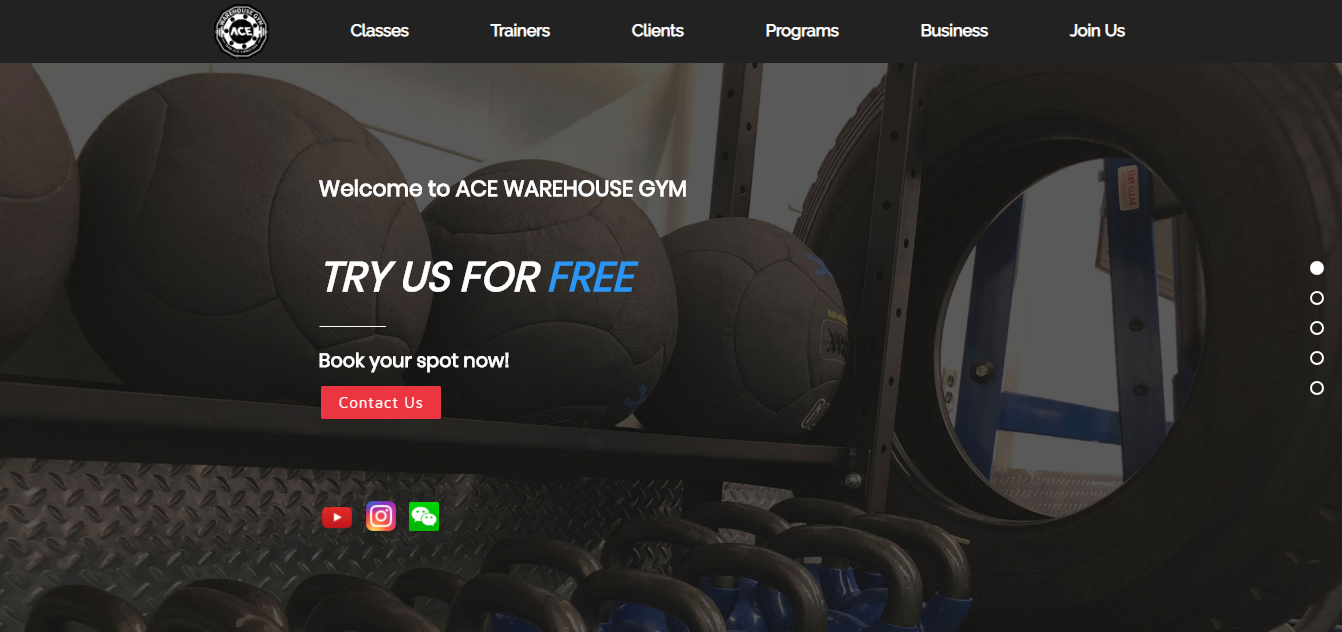 WAREHOUSE GYM
ACE
Classes
Trainers
Clients
Programs
Business
Join Us
Welcome to ACE WAREHOUSE GYM
TRY US FOR FREE
Book your spot now!
Contact Us